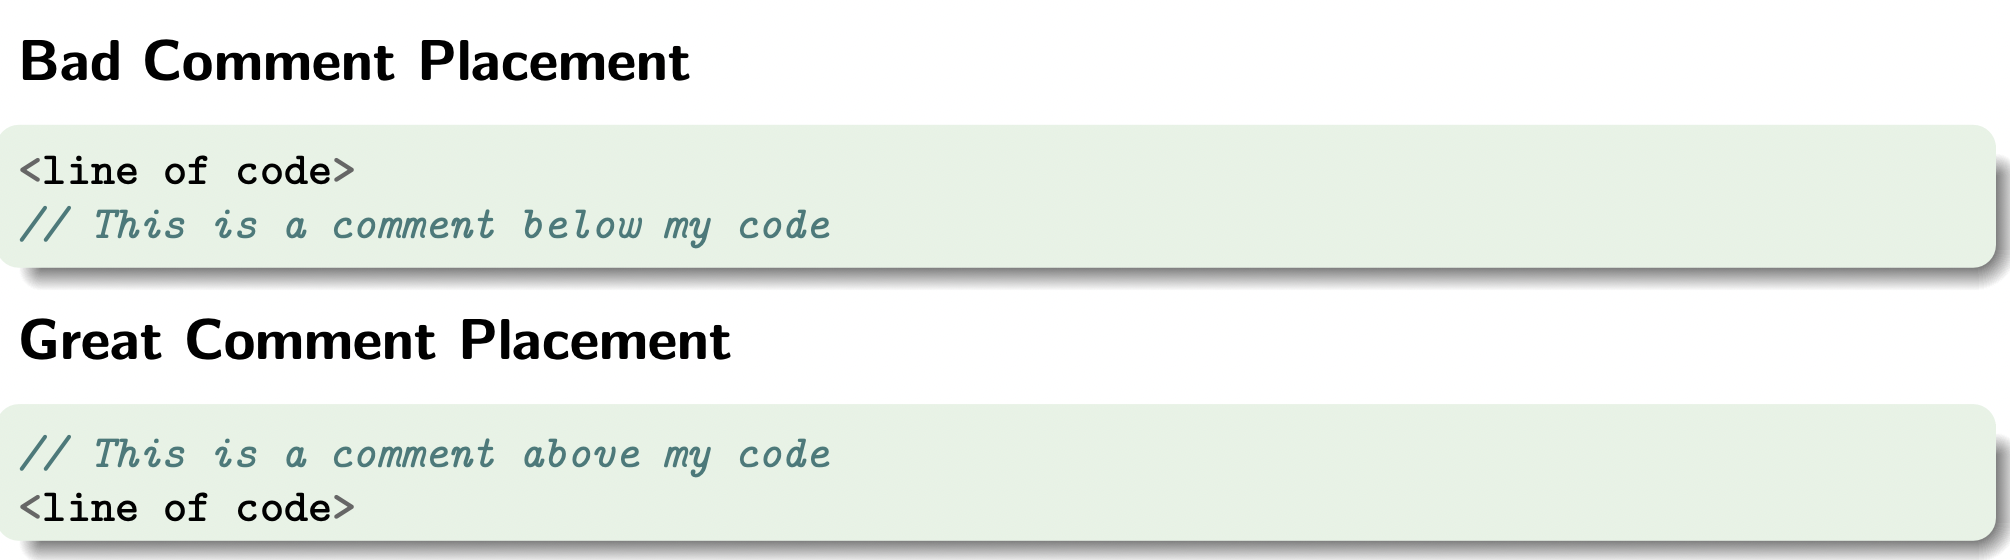 Bad Comment Placement
<line of code>
// This is a comment below my code
Great Comment Placement
// This is a comment above my code
<line of code>